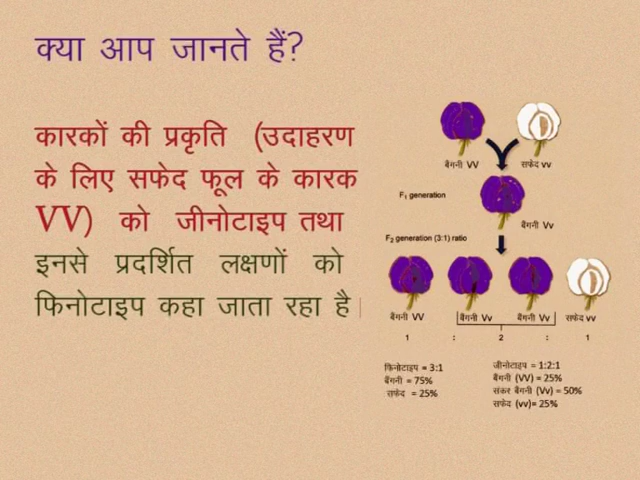 क्या आप जानते हैं?
कारकों की प्रकृति (उदाहरण
के लिए सफेद फूल के कारक
VV) को जीनोटाइप तथा
इनसे प्रदर्शित लक्षणों को
फिनोटाइप कहा जाता रहा है।
बैंगनी VV सफेद vv
F₁ generation
बैंगनी Vv
F₂ generation (3:1) ratio
बैंगनी VV बैंगनी Vv बैंगनी Vv सफेद vv
1 : 2 : 1
फिनोटाइप = 3:1
बैंगनी = 75%
सफेद = 25%
जीनोटाइप = 1:2:1
बैंगनी (VV) = 25%
संकर बैंगनी (Vv) = 50%
सफेद (vv)= 25%